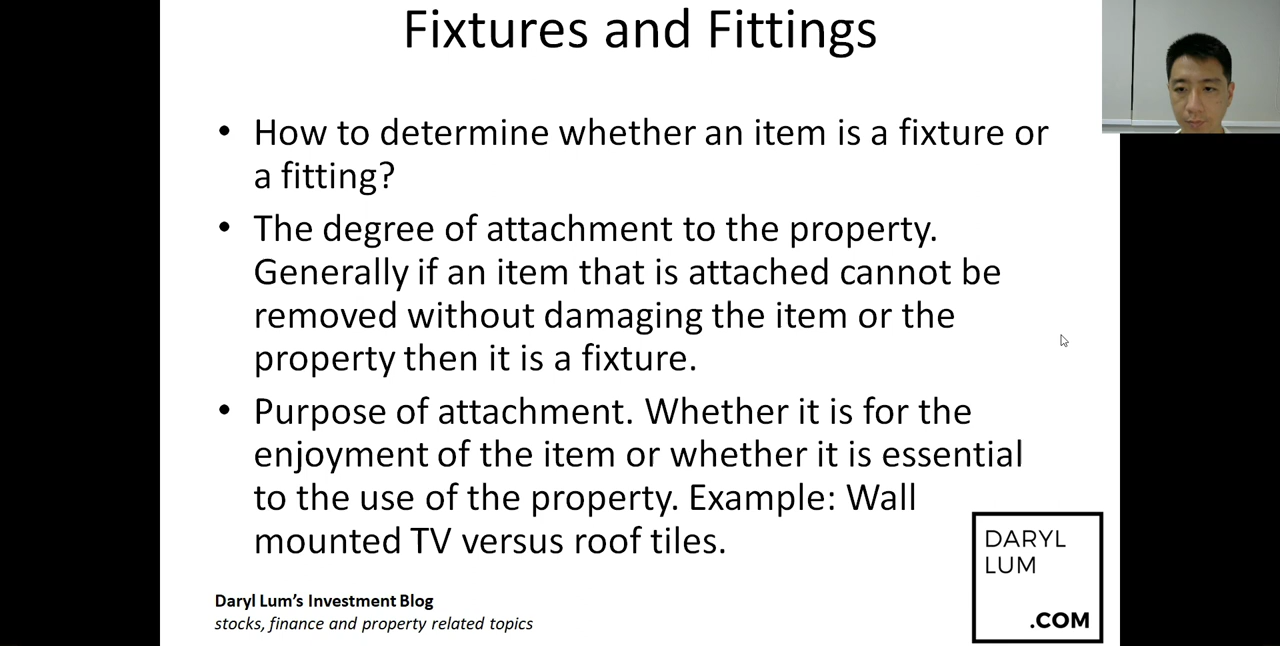 Fixtures and Fittings
• How to determine whether an item is a fixture or
a fitting?
• The degree of attachment to the property.
Generally if an item that is attached cannot be
removed without damaging the item or the
property then it is a fixture.
• Purpose of attachment. Whether it is for the
enjoyment of the item or whether it is essential
to the use of the property. Example: Wall
mounted TV versus roof tiles.
Daryl Lum's Investment Blog
stocks, finance and property related topics
DARYL
LUM
.COM